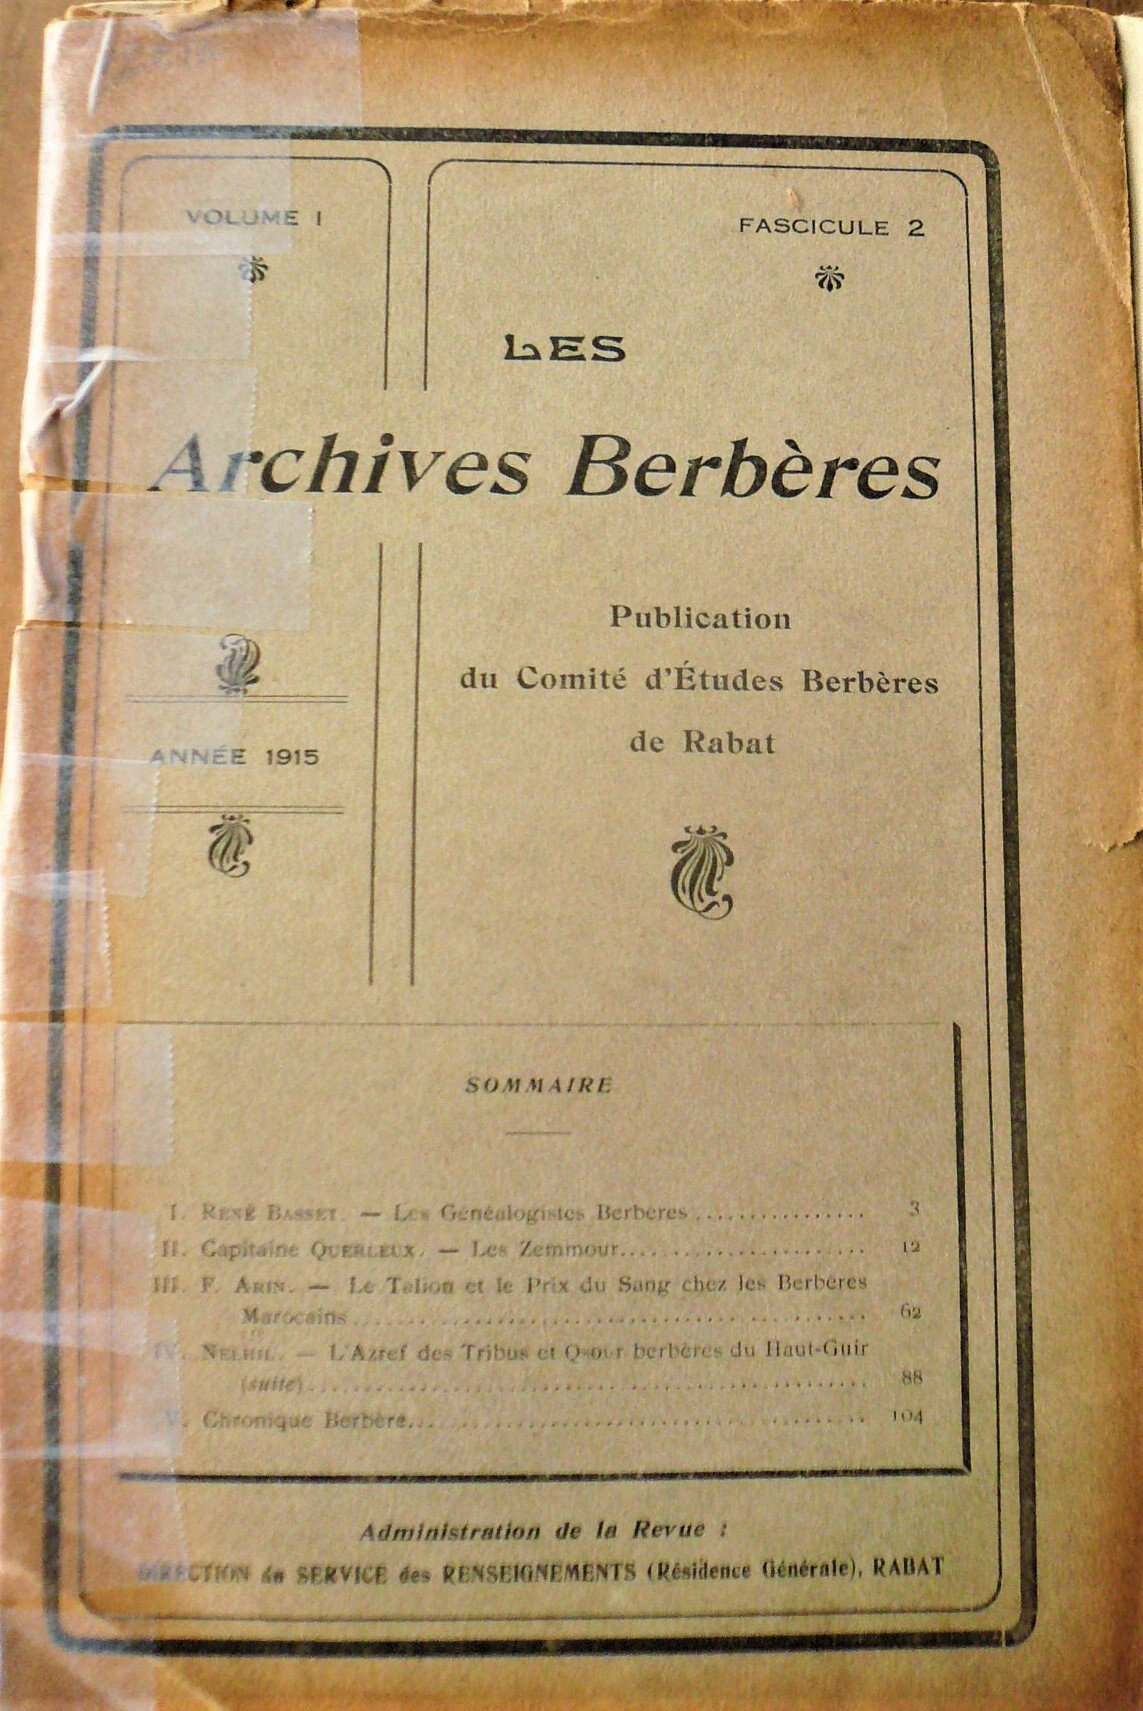 VOLUME I
FASCICULE 2
LES
Archives Berbères
Publication
du Comité d'Études Berbères
de Rabat
ANNÉE 1915
SOMMAIRE
I. RENÉ BASSET. — Les Généalogistes Berbères ................ 3
II. Capitaine QUERLEUX. — Les Zemmour....................... 12
III. F. ARIN. — Le Talion et le Prix du Sang chez les Berbères
Marocains ................................................ 62
IV. NEHLIL. — L'Azref des Tribus et Qsour berbères du Haut-Guir
(suite)................................................... 88
V. Chronique Berbère........................................ 104
Administration de la Revue :
DIRECTION du SERVICE des RENSEIGNEMENTS (Résidence Générale), RABAT